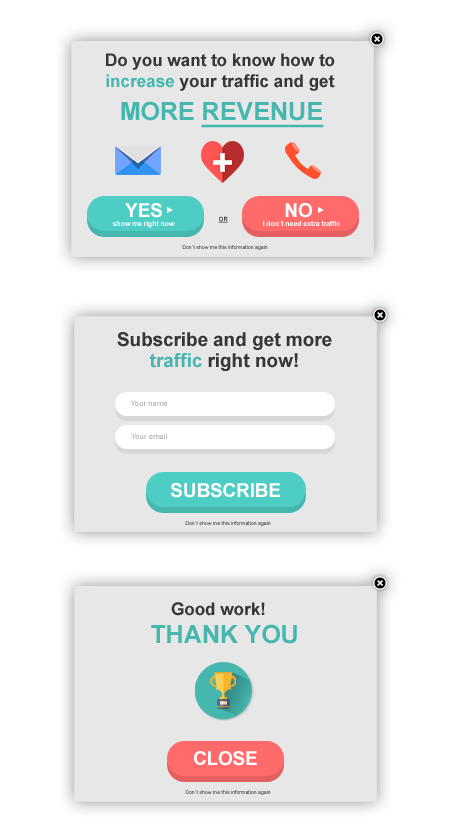 Do you want to know how to
increase your traffic and get
MORE REVENUE
YES
show me right now
OR
NO
I don´t need extra traffic
Don´t show me this information again
Subscribe and get more
traffic right now!
Your name
Your email
SUBSCRIBE
Don´t show me this information again
Good work!
THANK YOU
CLOSE
Don´t show me this information again